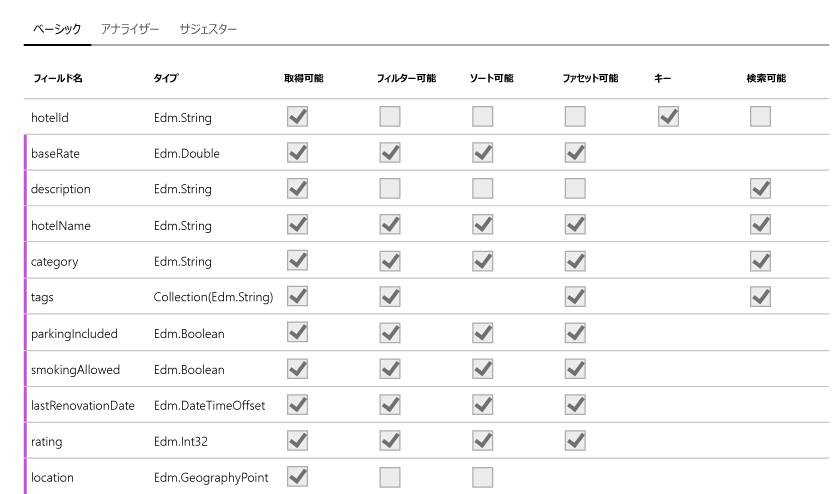 ベーシック アナライザー サジェスター
フィールド名 タイプ 取得可能 フィルター可能 ソート可能 ファセット可能 キー 検索可能
hotelId Edm.String
baseRate Edm.Double
description Edm.String
hotelName Edm.String
category Edm.String
tags Collection(Edm.String)
parkingIncluded Edm.Boolean
smokingAllowed Edm.Boolean
lastRenovationDate Edm.DateTimeOffset
rating Edm.Int32
location Edm.GeographyPoint